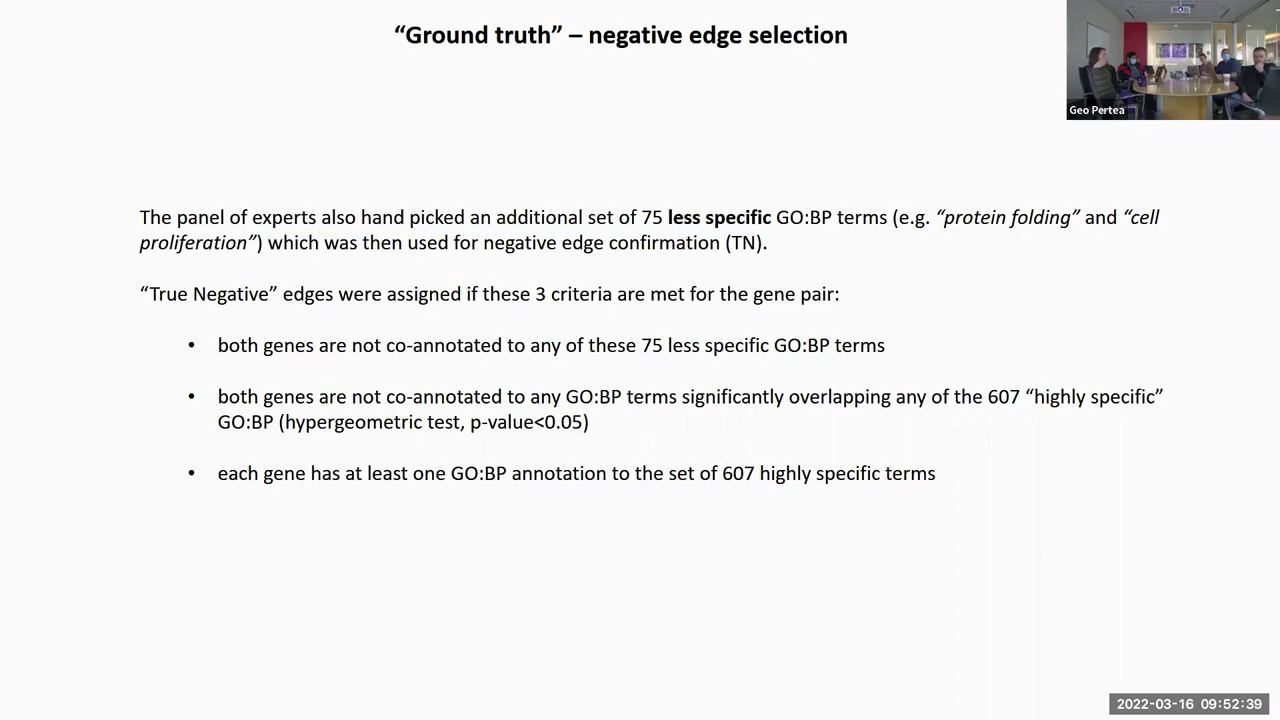 “Ground truth” – negative edge selection
Geo Pertea
The panel of experts also hand picked an additional set of 75 less specific GO:BP terms (e.g. “protein folding” and “cell
proliferation”) which was then used for negative edge confirmation (TN).
“True Negative” edges were assigned if these 3 criteria are met for the gene pair:
• both genes are not co-annotated to any of these 75 less specific GO:BP terms
• both genes are not co-annotated to any GO:BP terms significantly overlapping any of the 607 “highly specific”
GO:BP (hypergeometric test, p-value<0.05)
• each gene has at least one GO:BP annotation to the set of 607 highly specific terms
2022-03-16 09:52:39